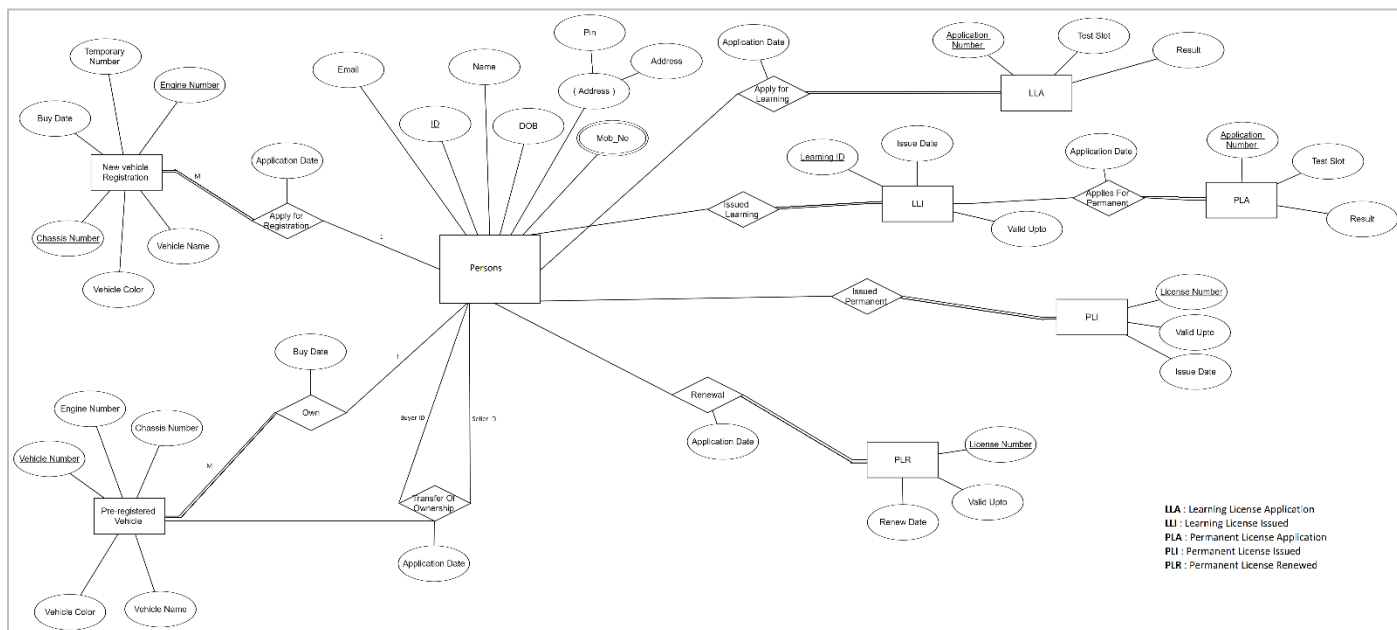 Temporary
Number
Engine Number
Buy Date
New vehicle
Registration
M
Application Date
Apply for
Registration
1
Chassis Number
Vehicle Name
Vehicle Color
Email
Name
Pin
Address
( Address )
ID
DOB
Mob_No
Persons
Application Date
Apply for
Learning
Application
Number
Test Slot
Result
LLA
Issue Date
Learning ID
Issued
Learning
LLI
Valid Upto
Application Date
Applies For
Permanent
Application
Number
Test Slot
PLA
Result
Issued
Permanent
PLI
License Number
Valid Upto
Issue Date
Buy Date
1
Own
M
Buyer ID
Seller ID
Renewal
Application Date
PLR
License Number
Valid Upto
Renew Date
Engine Number
Chassis Number
Vehicle Number
Pre-registered
Vehicle
Transfer Of
Ownership
Application Date
Vehicle Color
Vehicle Name
LLA : Learning License Application
LLI : Learning License Issued
PLA : Permanent License Application
PLI : Permanent License Issued
PLR : Permanent License Renewed